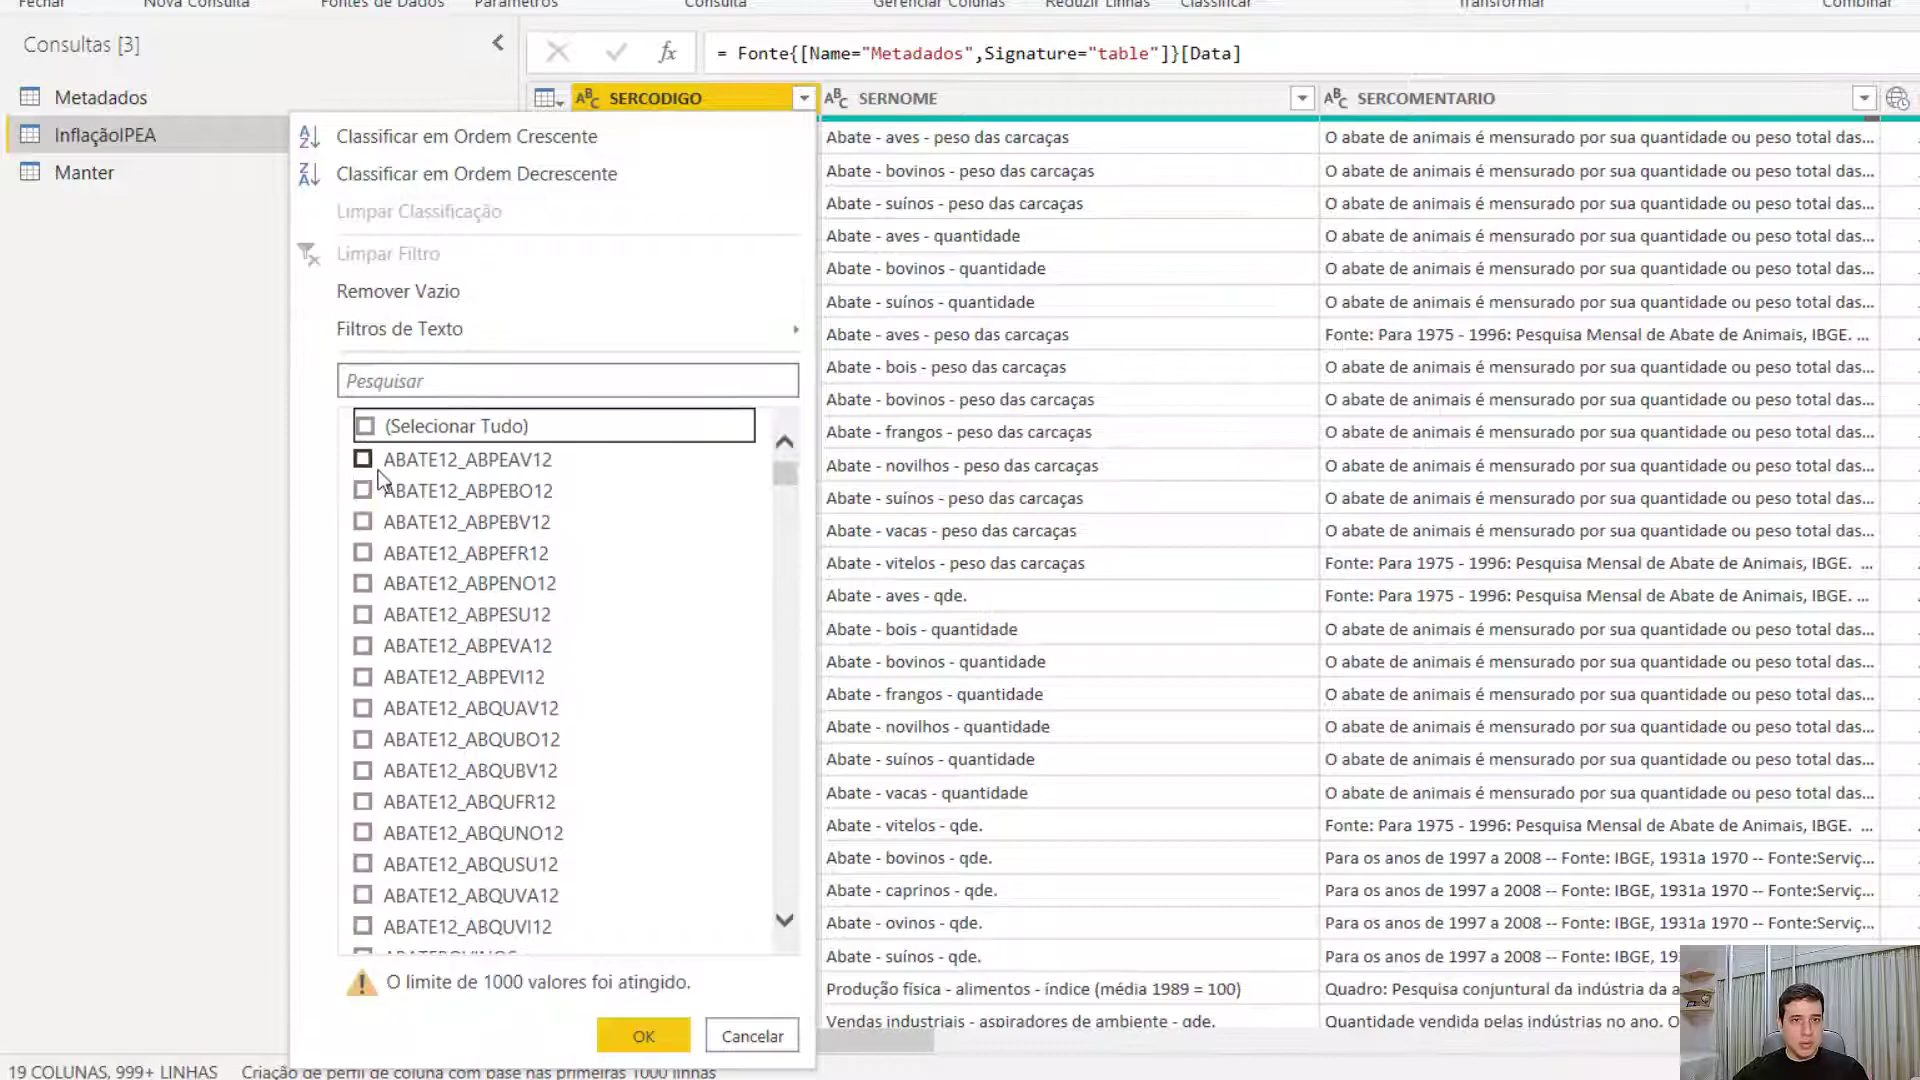 Fechar Nova Consulta Fontes de Dados Parâmetros Consulta Gerenciar Colunas Reduzir Linhas Classificar Transformar Combinar
Consultas [3]
fx = Fonte{[Name="Metadados",Signature="table"]}[Data]
Metadados
InflaçãoIPEA
Manter
SERCODIGO SERNOME SERCOMENTARIO
Classificar em Ordem Crescente
Classificar em Ordem Decrescente
Limpar Classificação
Limpar Filtro
Remover Vazio
Filtros de Texto
Pesquisar
(Selecionar Tudo)
ABATE12_ABPEAV12
ABATE12_ABPEBO12
ABATE12_ABPEBV12
ABATE12_ABPEFR12
ABATE12_ABPENO12
ABATE12_ABPESU12
ABATE12_ABPEVA12
ABATE12_ABPEVI12
ABATE12_ABQUAV12
ABATE12_ABQUBO12
ABATE12_ABQUBV12
ABATE12_ABQUFR12
ABATE12_ABQUNO12
ABATE12_ABQUSU12
ABATE12_ABQUVA12
ABATE12_ABQUVI12
O limite de 1000 valores foi atingido.
OK Cancelar
Abate - aves - peso das carcaças O abate de animais é mensurado por sua quantidade ou peso total das...
Abate - bovinos - peso das carcaças O abate de animais é mensurado por sua quantidade ou peso total das...
Abate - suínos - peso das carcaças O abate de animais é mensurado por sua quantidade ou peso total das...
Abate - aves - quantidade O abate de animais é mensurado por sua quantidade ou peso total das...
Abate - bovinos - quantidade O abate de animais é mensurado por sua quantidade ou peso total das...
Abate - suínos - quantidade O abate de animais é mensurado por sua quantidade ou peso total das...
Abate - aves - peso das carcaças Fonte: Para 1975 - 1996: Pesquisa Mensal de Abate de Animais, IBGE. ...
Abate - bois - peso das carcaças O abate de animais é mensurado por sua quantidade ou peso total das...
Abate - bovinos - peso das carcaças O abate de animais é mensurado por sua quantidade ou peso total das...
Abate - frangos - peso das carcaças O abate de animais é mensurado por sua quantidade ou peso total das...
Abate - novilhos - peso das carcaças O abate de animais é mensurado por sua quantidade ou peso total das...
Abate - suínos - peso das carcaças O abate de animais é mensurado por sua quantidade ou peso total das...
Abate - vacas - peso das carcaças O abate de animais é mensurado por sua quantidade ou peso total das...
Abate - vitelos - peso das carcaças Fonte: Para 1975 - 1996: Pesquisa Mensal de Abate de Animais, IBGE. ...
Abate - aves - qde. Fonte: Para 1975 - 1996: Pesquisa Mensal de Abate de Animais, IBGE. ...
Abate - bois - quantidade O abate de animais é mensurado por sua quantidade ou peso total das...
Abate - bovinos - quantidade O abate de animais é mensurado por sua quantidade ou peso total das...
Abate - frangos - quantidade O abate de animais é mensurado por sua quantidade ou peso total das...
Abate - novilhos - quantidade O abate de animais é mensurado por sua quantidade ou peso total das...
Abate - suínos - quantidade O abate de animais é mensurado por sua quantidade ou peso total das...
Abate - vacas - quantidade O abate de animais é mensurado por sua quantidade ou peso total das...
Abate - vitelos - qde. Fonte: Para 1975 - 1996: Pesquisa Mensal de Abate de Animais, IBGE. ...
Abate - bovinos - qde. Para os anos de 1997 a 2008 -- Fonte: IBGE, 1931a 1970 -- Fonte:Serviç...
Abate - caprinos - qde. Para os anos de 1997 a 2008 -- Fonte: IBGE, 1931a 1970 -- Fonte:Serviç...
Abate - ovinos - qde. Para os anos de 1997 a 2008 -- Fonte: IBGE, 1931a 1970 -- Fonte:Serviç...
Abate - suínos - qde. Para os anos de 1997 a 2008 -- Fonte: IBGE, 19
Produção física - alimentos - índice (média 1989 = 100) Quadro: Pesquisa conjuntural da indústria da a
Vendas industriais - aspiradores de ambiente - qde. Quantidade vendida pelas indústrias no ano. O
19 COLUNAS, 999+ LINHAS Criação de perfil de coluna com base nas primeiras 1000 linhas